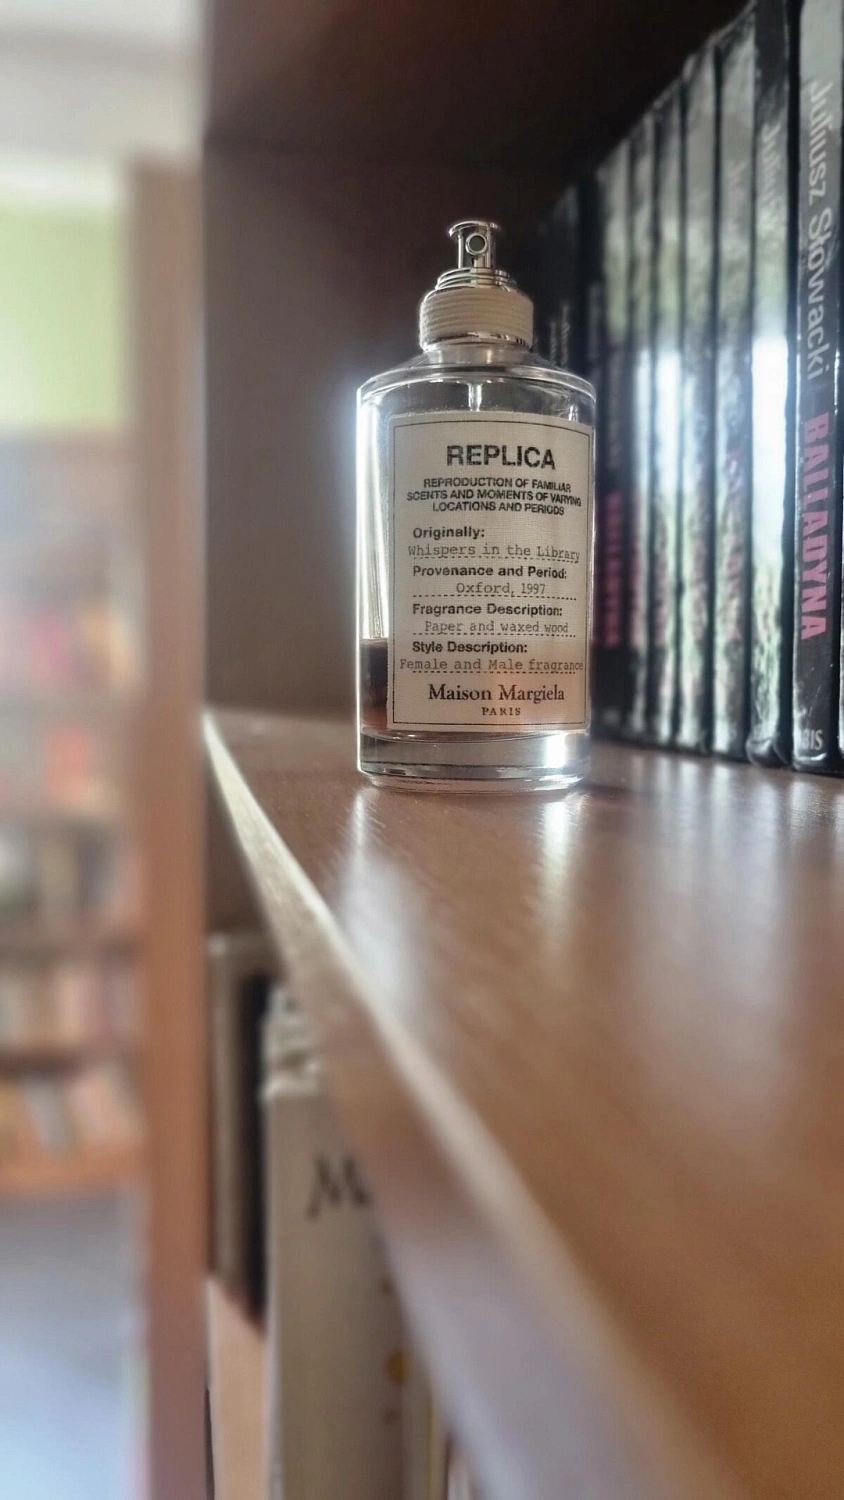 REPLICA
REPRODUCTION OF FAMILIAR
SCENTS AND MOMENTS OF VARYING
LOCATIONS AND PERIODS
Originally:
Whispers in the Library
Provenance and Period:
Oxford, 1997
Fragrance Description:
Paper and waxed wood
Style Description:
Female and Male fragrance
Maison Margiela
PARIS
Juliusz Słowacki BALLADYNA